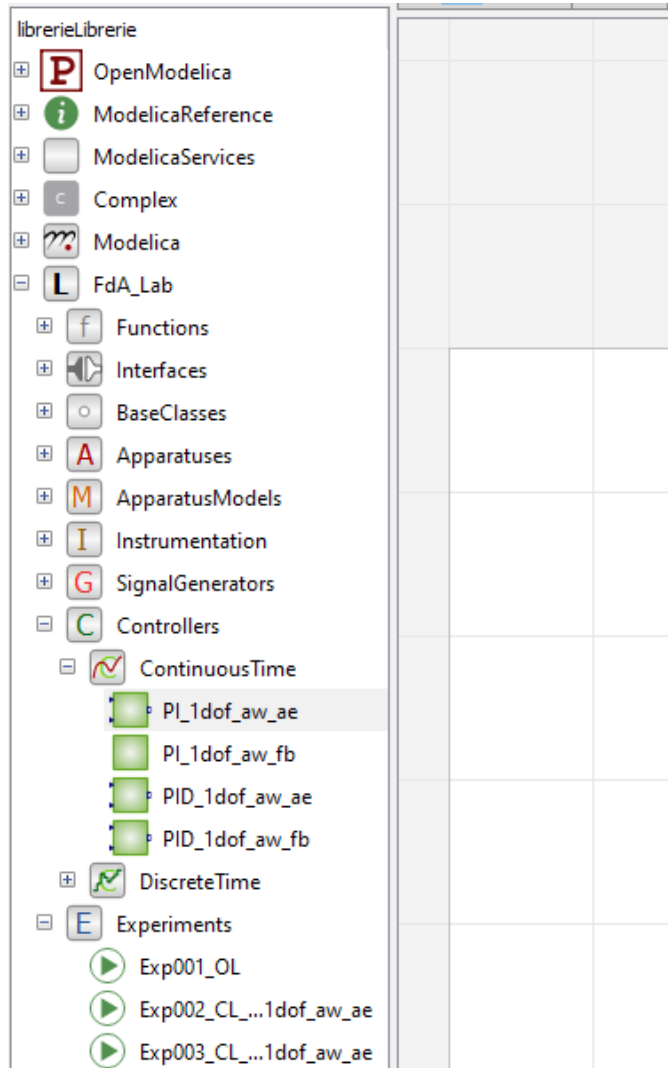 librerieLibrerie
P OpenModelica
i ModelicaReference
ModelicaServices
C Complex
m Modelica
L FdA_Lab
f Functions
Interfaces
BaseClasses
A Apparatuses
M ApparatusModels
I Instrumentation
G SignalGenerators
C Controllers
ContinuousTime
PI_1dof_aw_ae
PI_1dof_aw_fb
PID_1dof_aw_ae
PID_1dof_aw_fb
DiscreteTime
E Experiments
Exp001_OL
Exp002_CL_...1dof_aw_ae
Exp003_CL_...1dof_aw_ae